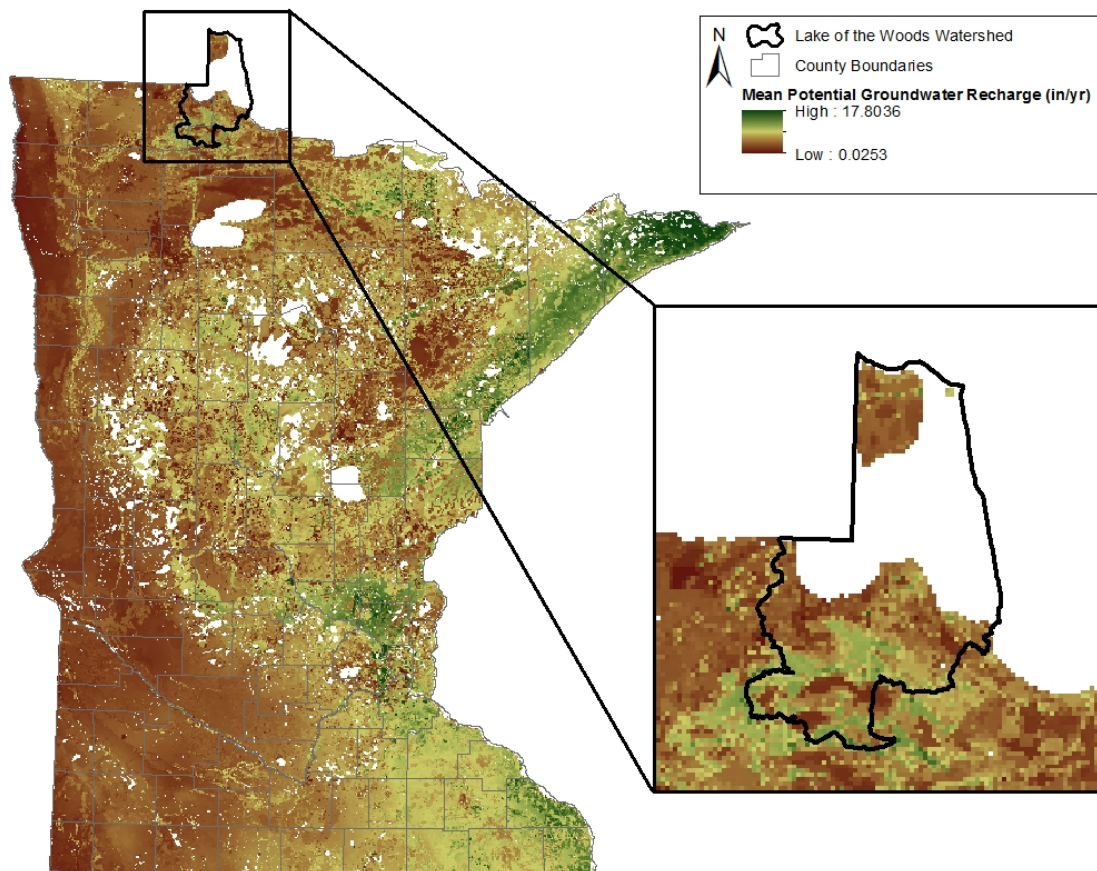 N
Lake of the Woods Watershed
County Boundaries
Mean Potential Groundwater Recharge (in/yr)
High : 17.8036
Low : 0.0253